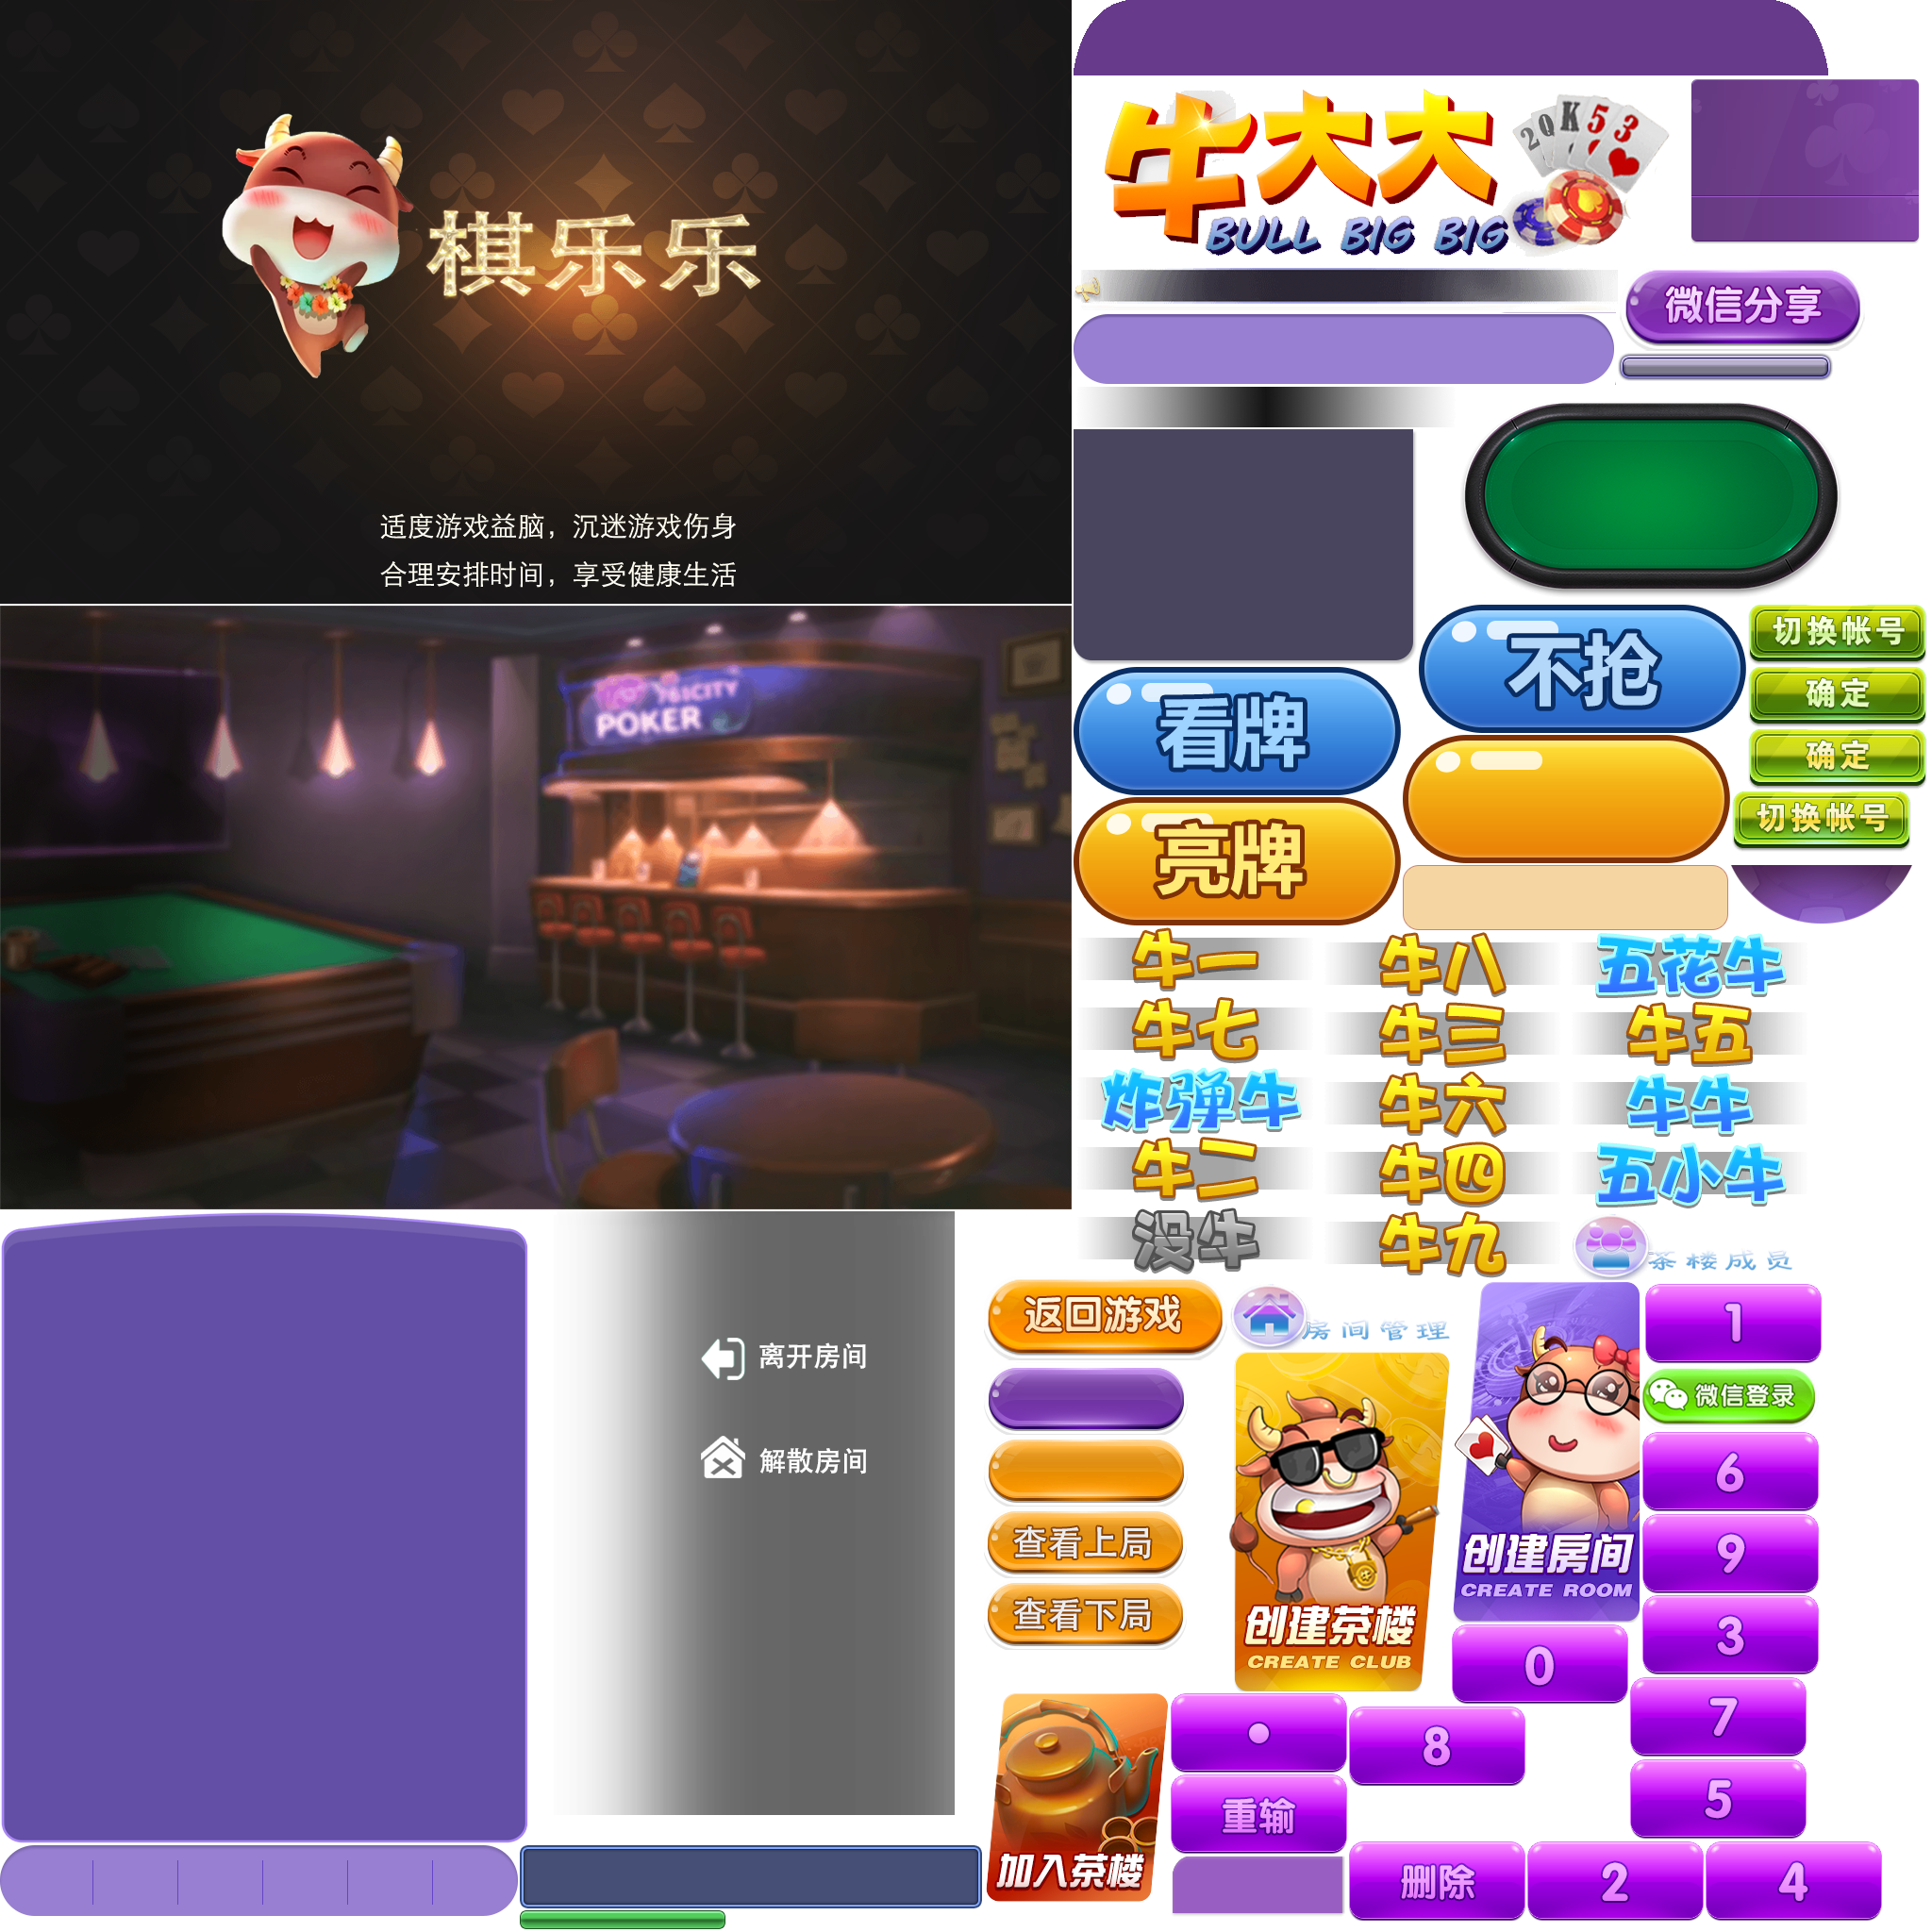 棋乐乐
适度游戏益脑，沉迷游戏伤身
合理安排时间，享受健康生活
牛大大
2 Q K 5 3
BULL BIG BIG
微信分享
POKER
不抢
切换帐号
确定
看牌
确定
切换帐号
亮牌
牛一
牛八
五花牛
牛七
牛三
牛五
炸弹牛
牛六
牛牛
牛二
牛四
五小牛
没牛
牛九
茶楼成员
离开房间
解散房间
返回游戏
房间管理
1
微信登录
6
查看上局
查看下局
创建茶楼
CREATE CLUB
创建房间
CREATE ROOM
9
3
0
7
8
5
重输
加入茶楼
删除
2
4